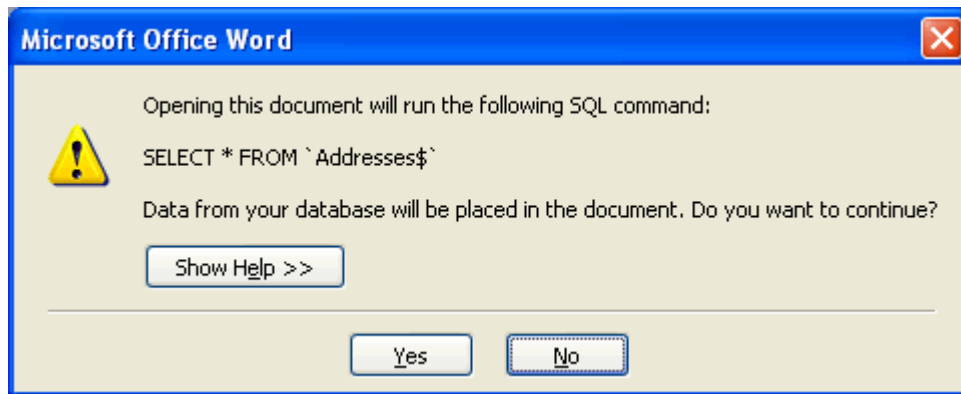 Microsoft Office Word
Opening this document will run the following SQL command:
SELECT * FROM `Addresses$`
Data from your database will be placed in the document. Do you want to continue?
Show Help >>
Yes
No